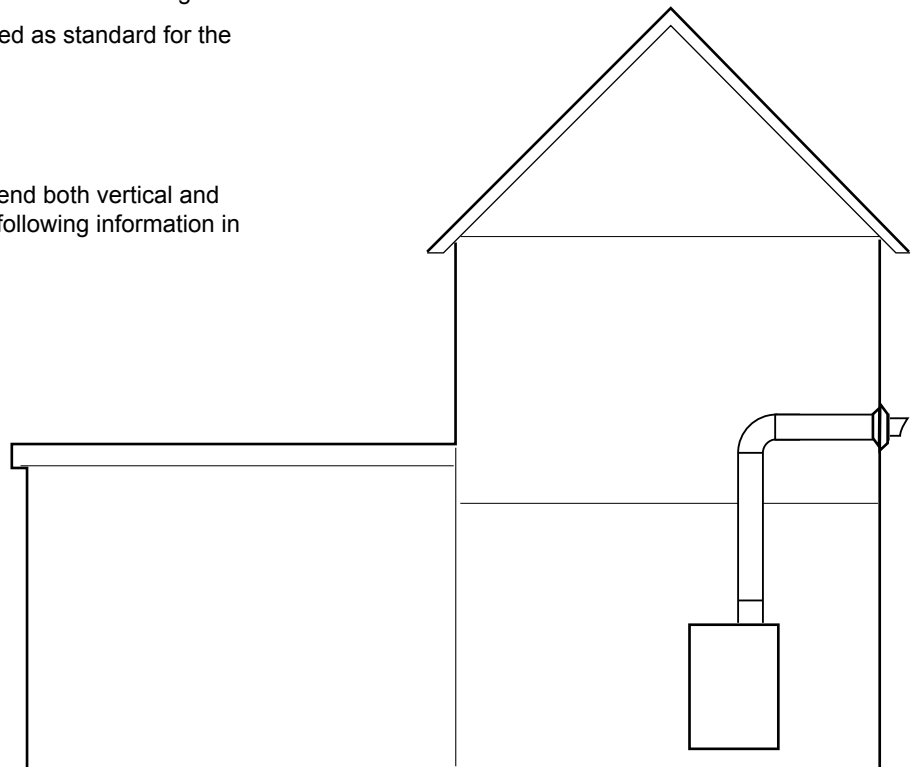 ed as standard for the
end both vertical and
following information in